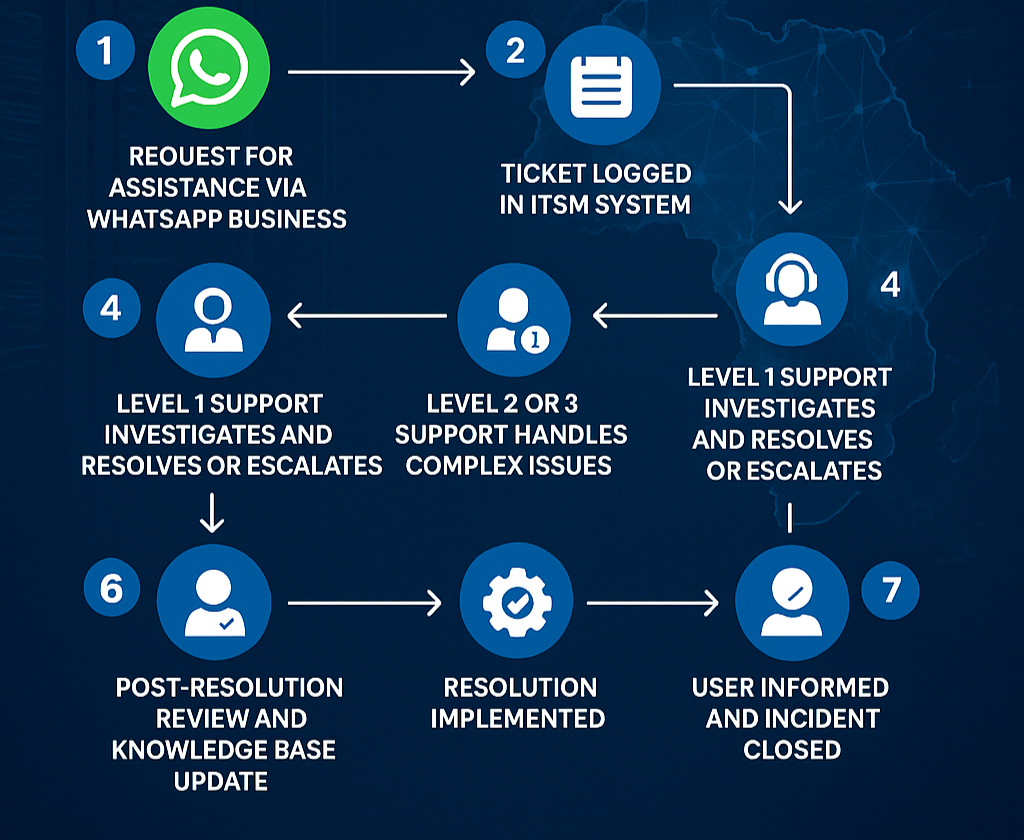 1
REOUEST FOR
ASSISTANCE VIA
WHATSAPP BUSINESS
2
TICKET LOGGED
IN ITSM SYSTEM
4
LEVEL 1 SUPPORT
INVESTIGATES
AND RESOLVES
OR ESCALATES
1
LEVEL 2 OR 3
SUPPORT HANDLES
COMPLEX ISSUES
4
LEVEL 1 SUPPORT
INVESTIGATES AND
RESOLVES OR ESCALATES
6
POST-RESOLUTION
REVIEW AND
KNOWLEDGE BASE
UPDATE
RESOLUTION
IMPLEMENTED
7
USER INFORMED
AND INCIDENT
CLOSED